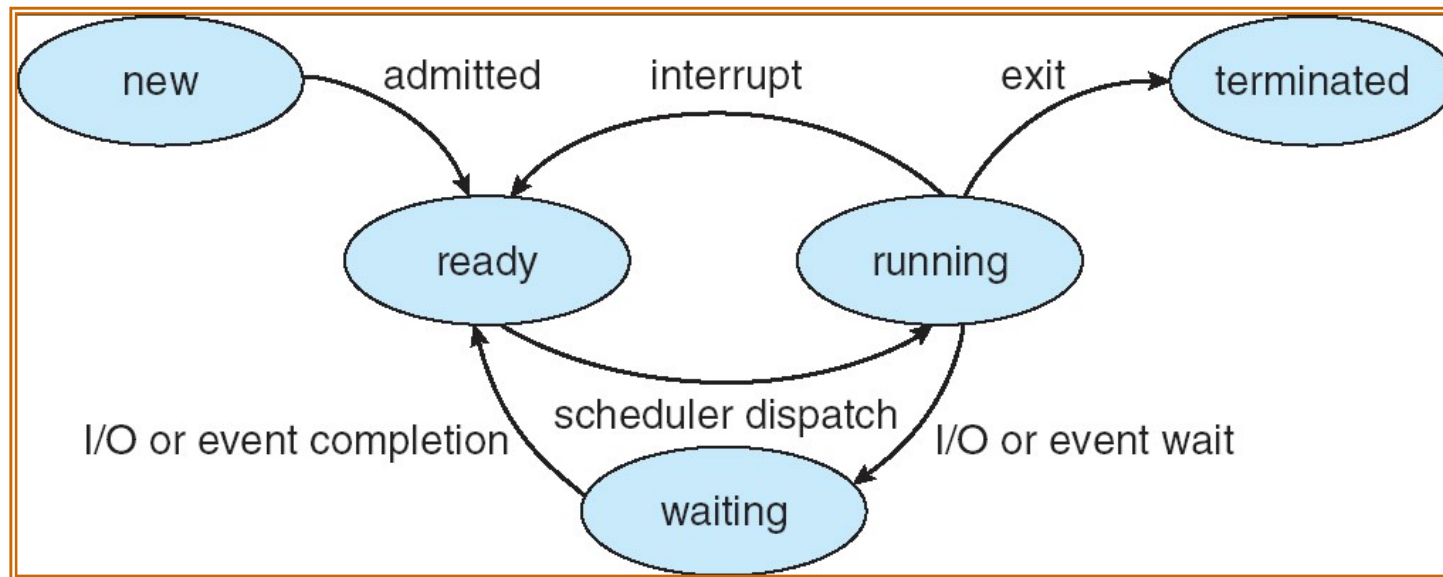 new
admitted
interrupt
exit
terminated
ready
running
scheduler dispatch
I/O or event completion
I/O or event wait
waiting